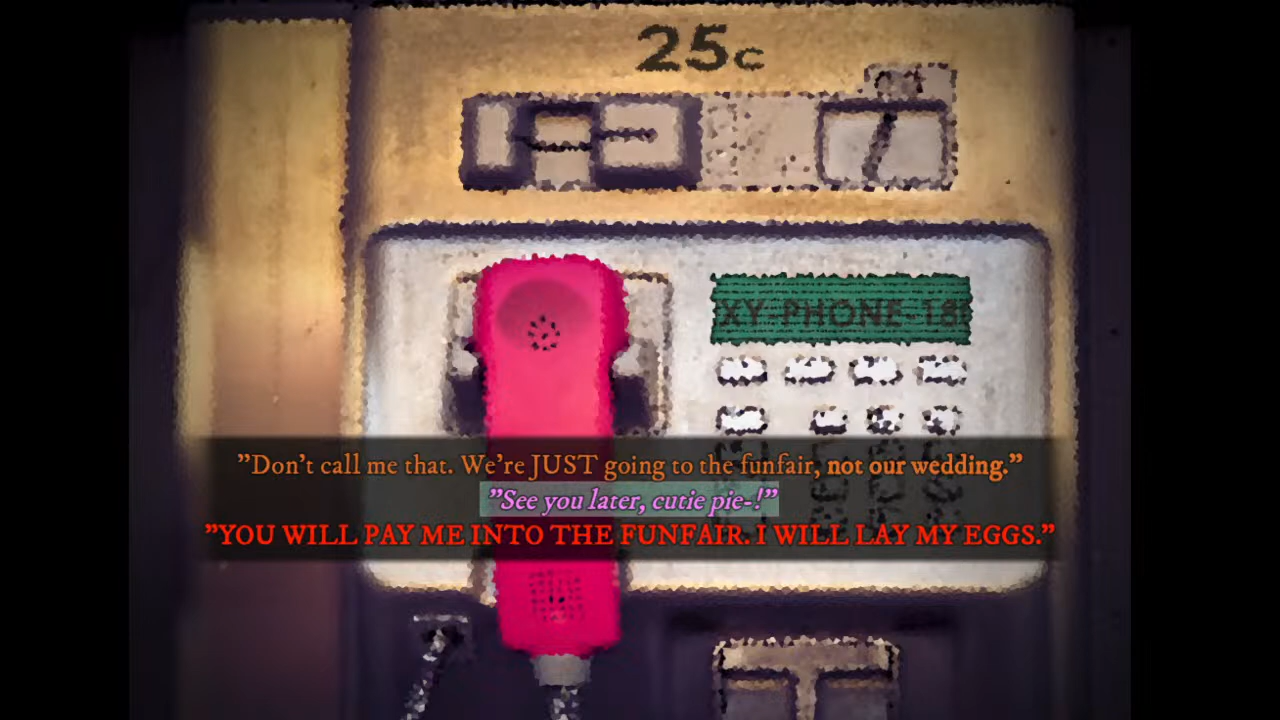 25c
XY-PHONE-18
”Don’t call me that. We’re JUST going to the funfair, not our wedding.”
”See you later, cutie pie-!”
”YOU WILL PAY ME INTO THE FUNFAIR. I WILL LAY MY EGGS.”